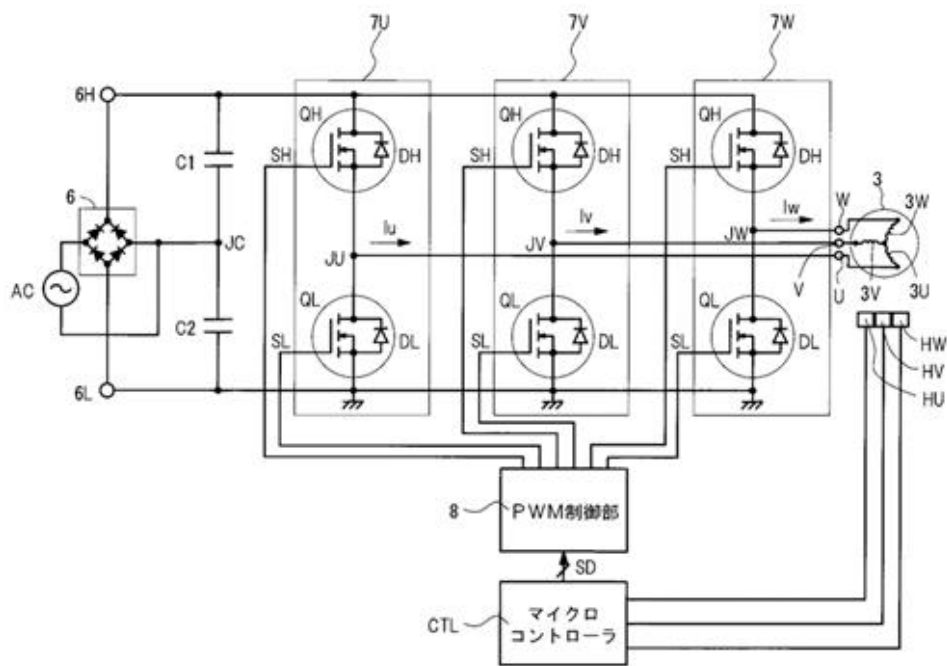 7U 7V 7W
6H
QH QH QH
C1 SH DH SH DH SH DH
6 3 3W
W
Iu Iv Iw
JC JU JV JW
AC V U 3V 3U
QL QL QL
C2 SL DL SL DL SL DL
HW
HV
HU
6L
8 PWM制御部
SD
CTL マイクロ
コントローラ